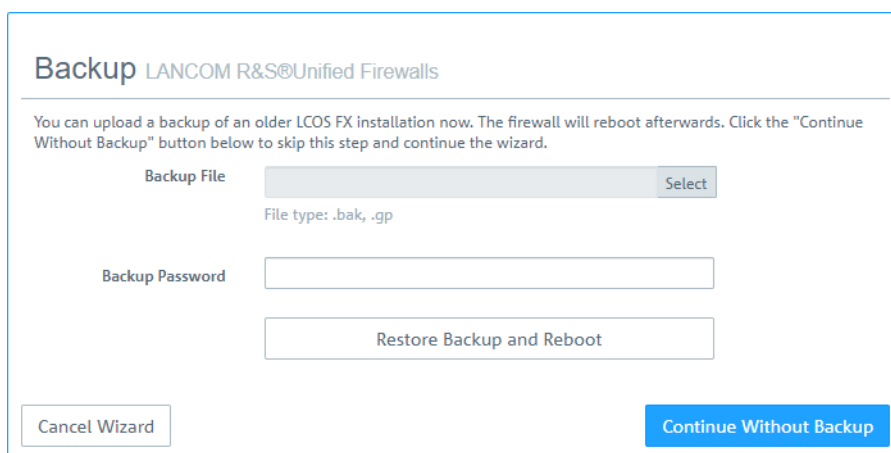 Backup LANCOM R&S®Unified Firewalls
You can upload a backup of an older LCOS FX installation now. The firewall will reboot afterwards. Click the "Continue
Without Backup" button below to skip this step and continue the wizard.
Backup File
Select
File type: .bak, .gp
Backup Password
Restore Backup and Reboot
Cancel Wizard
Continue Without Backup